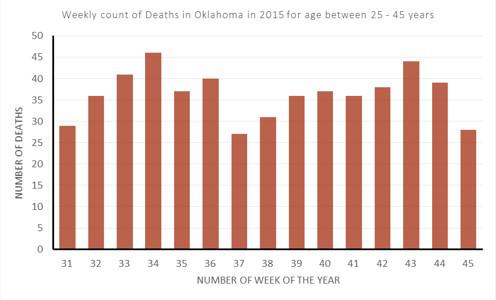 Weekly count of Deaths in Oklahoma in 2015 for age between 25 - 45 years
NUMBER OF DEATHS
50
45
40
35
30
25
20
15
10
5
0
31 32 33 34 35 36 37 38 39 40 41 42 43 44 45
NUMBER OF WEEK OF THE YEAR